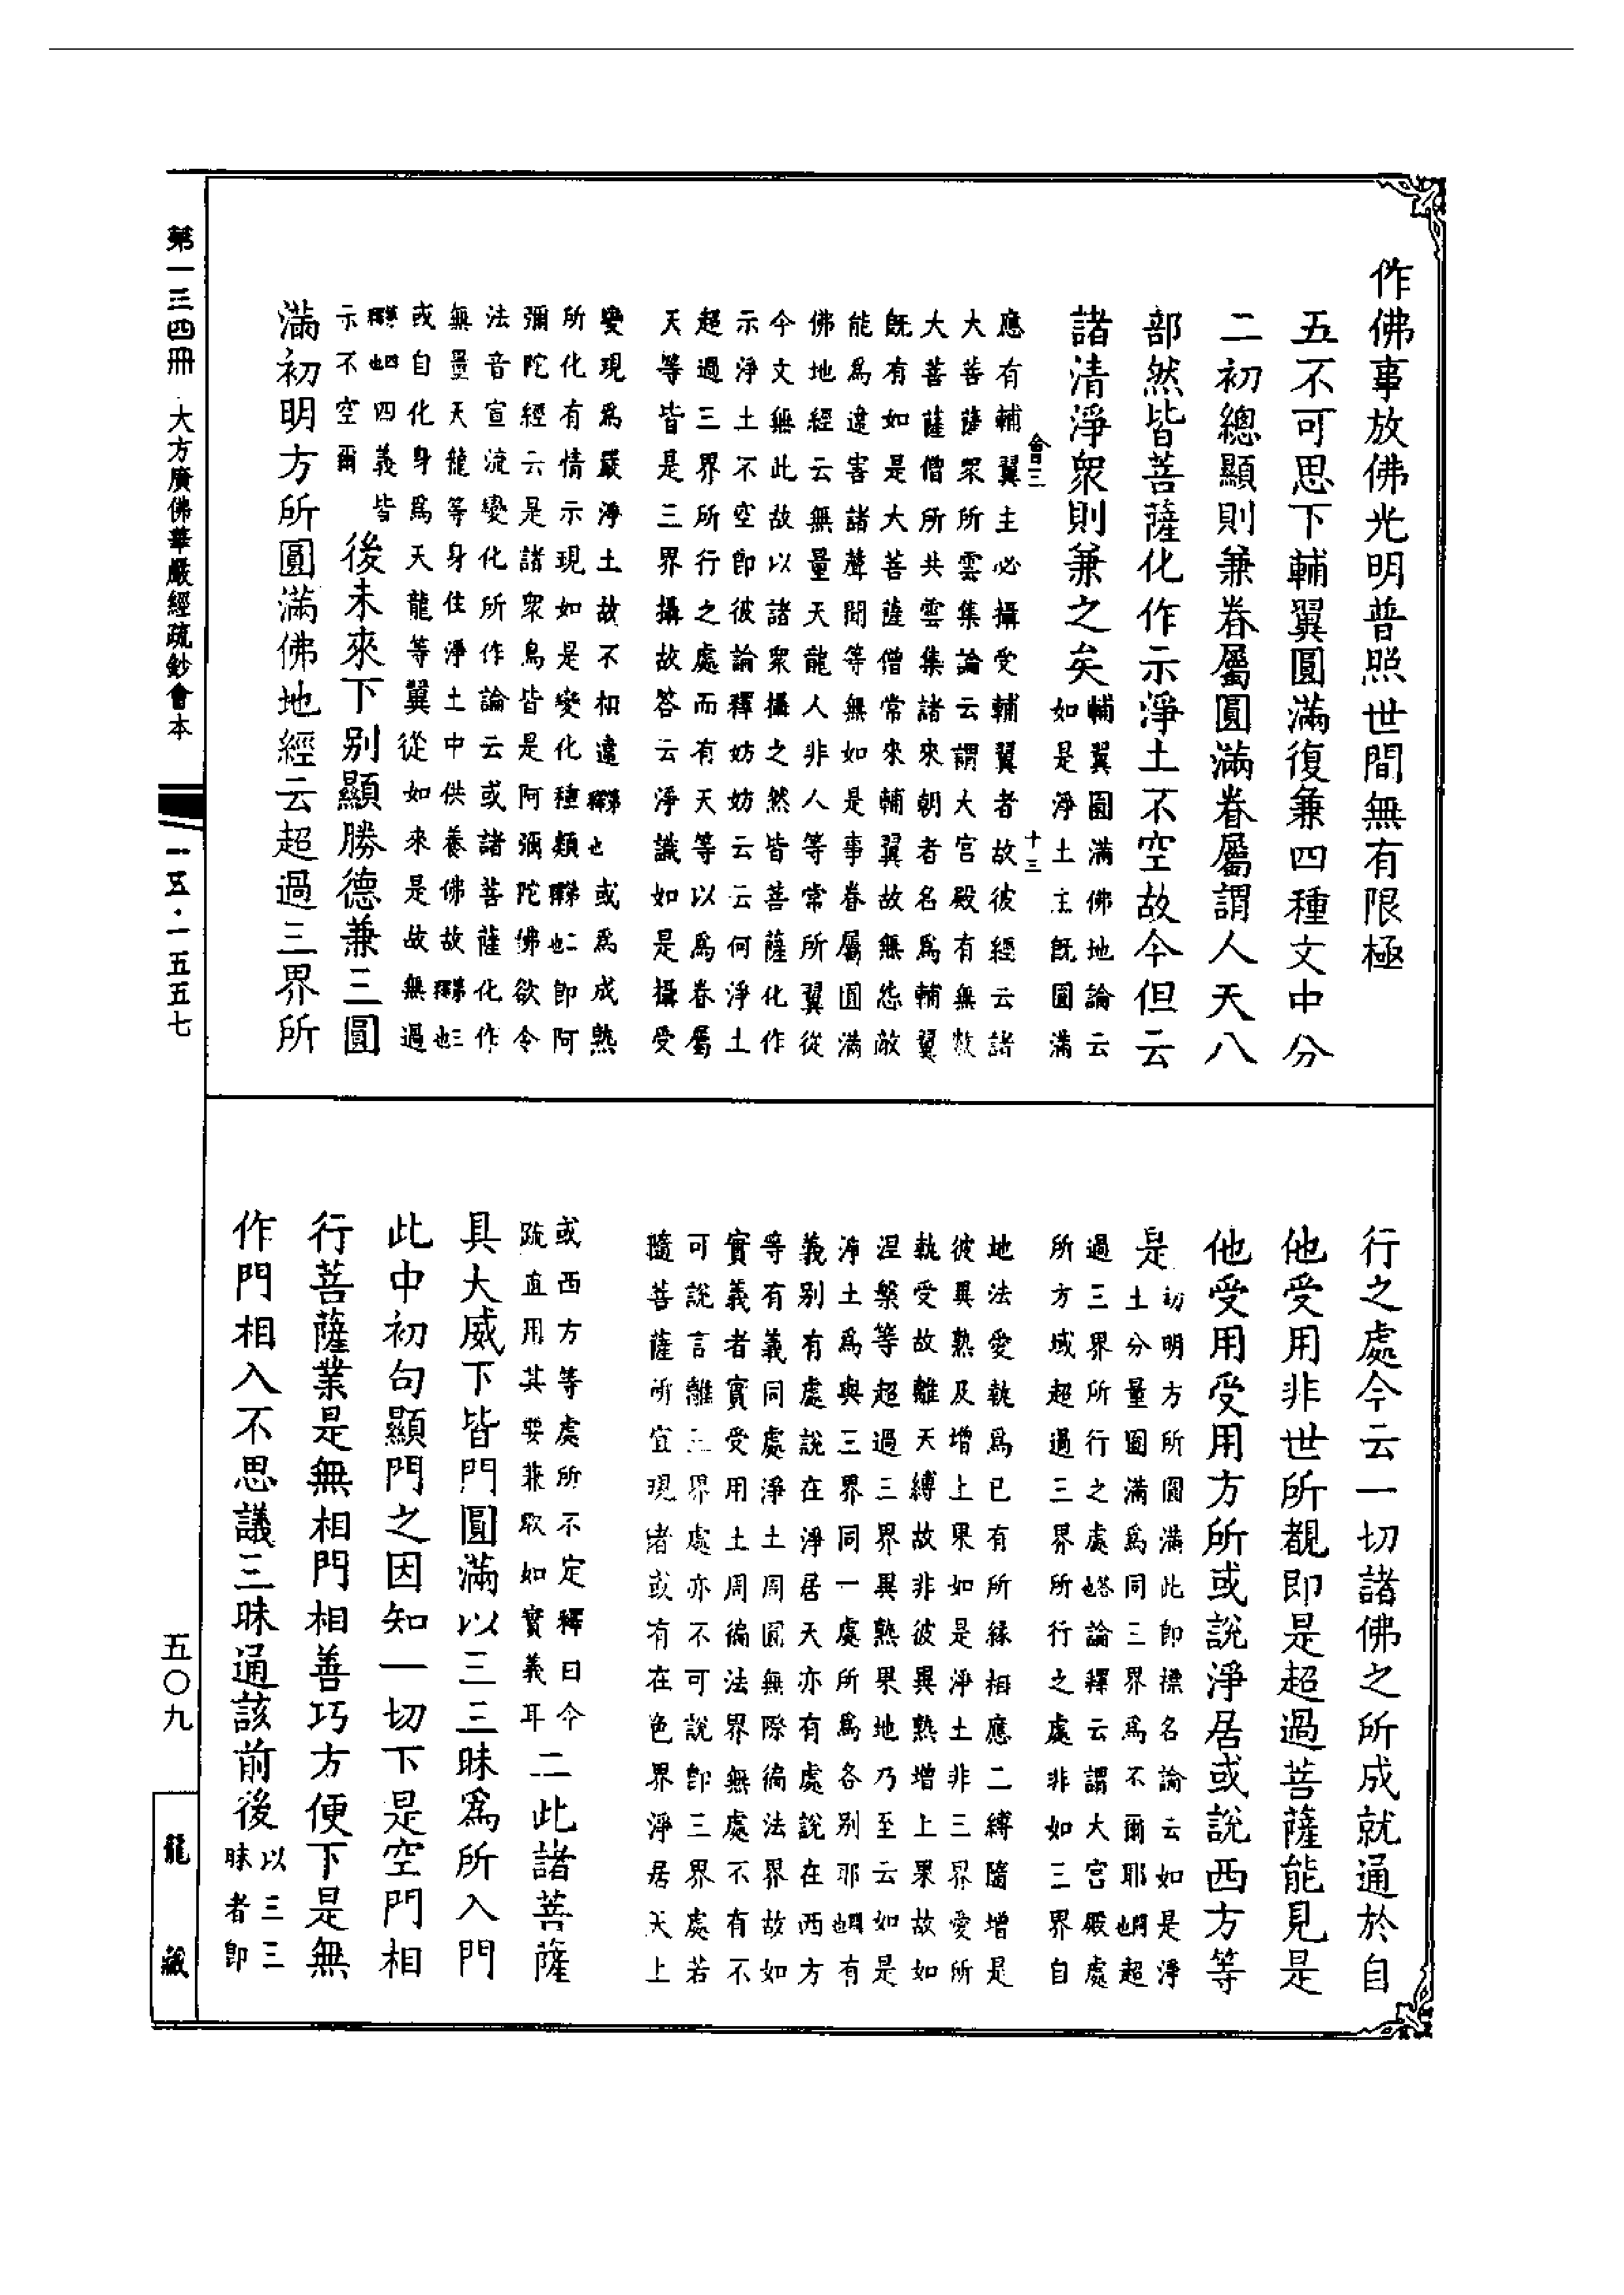 作佛事放佛光明普照世間無有限極
五不可思下輔翼圓滿復兼四種文中分
二初總顯則兼眷屬圓滿眷屬謂人天八
部然皆菩薩化作示淨土不空故今但云
諸清淨衆則兼之矣
輔翼圓滿佛地論云
如是淨土主既圓滿
會三
十三
應有輔翼主必攝受輔翼者故彼經云諸
大菩薩衆所雲集論云謂大宮殿有無數
大菩薩僧所共雲集諸來朝者名爲輔翼
既有如是大菩薩僧常來輔翼故無怨敵
能爲違害諸聲聞等無如是事眷屬圓滿
佛地經云無量天龍人非人等常所翼從
今文無此故以諸衆攝之然皆菩薩化作
示淨土不空即彼論釋妨妨云云何淨土
超過三界所行之處而有天等以爲眷屬
天等皆是三界攝故答云淨識如是攝受
變現爲嚴淨土故不相違第一釋也或爲成熟
所化有情示現如是變化種類第二釋也即阿
彌陀經云是諸衆鳥皆是阿彌陀佛欲令
法音宣流變化所作論云或諸菩薩化作
無量天龍等身住淨土中供養佛故第三釋也
或自化身爲天龍等翼從如來是故無過
第四釋也四義皆
示不空爾
後未來下別顯勝德兼三圓
滿初明方所圓滿佛地經云超過三界所
行之處今云一切諸佛之所成就通於自
他受用非世所覩即是超過菩薩能見是
他受用受用方所或說淨居或說西方等
是
初明方所圓滿此即標名論云如是淨
土分量圓滿爲同三界爲不爾耶問也超
過三界所行之處答也論釋云謂大宮殿處
所方域超過三界所行之處非如三界自
地法愛執爲已有所緣相應二縛隨增是
彼異熟及增上果如是淨土非三界愛所
執受故離天縛故非彼異熟增上果故如
涅槃等超過三界異熟果地乃至云如是
淨土爲與三界同一處所爲各別耶問也有
義別有處說在淨居天亦有處說在西方
等有義同處淨土周圓無際徧法界故如
實義者實受用土周徧法界無處不有不
可說言離三界處亦不可說即三界處若
隨菩薩所宜現者或有在色界淨居天上
或西方等處所不定釋曰今
疏直用其要兼取如實義耳
二此諸菩薩
具大威下皆門圓滿以三三昧爲所入門
此中初句顯門之因知一切下是空門相
行菩薩業是無相門相善巧方便下是無
作門相入不思議三昧通該前後
以三三
昧者即
第一三四冊 大方廣佛華嚴經疏鈔會本 一五·一五五七
五〇九
龍藏